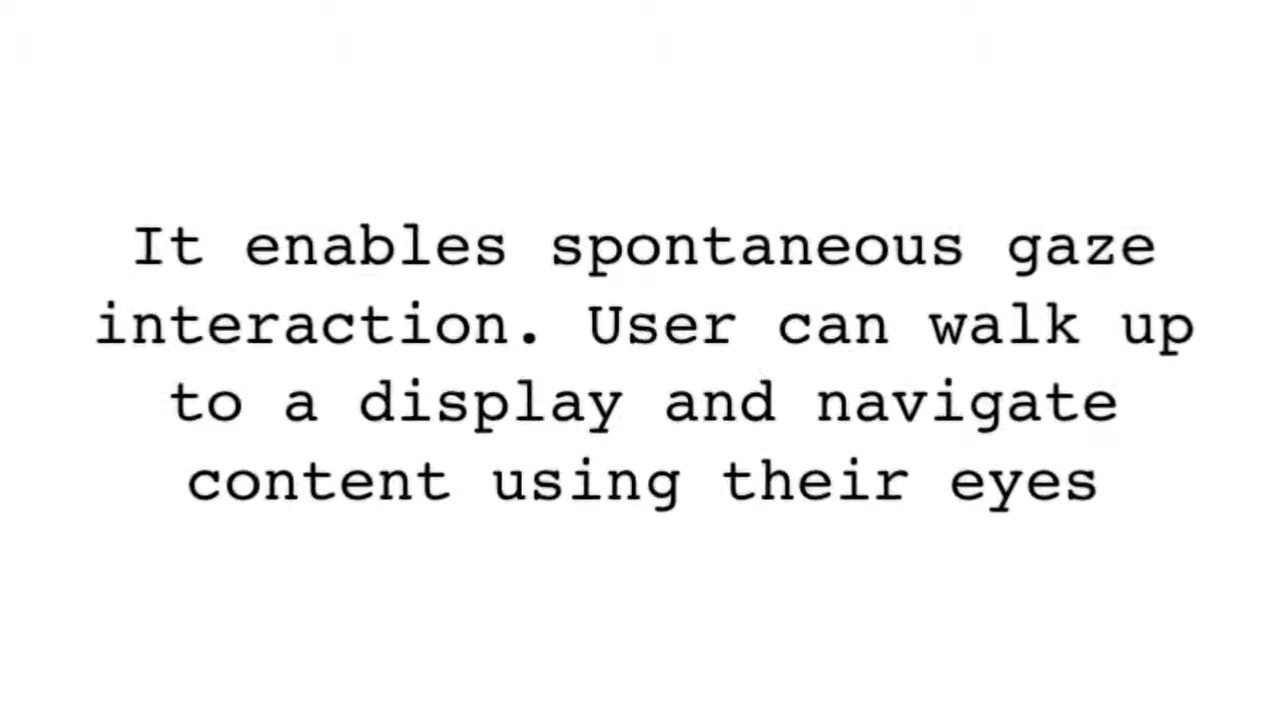 It enables spontaneous gaze
interaction. User can walk up
to a display and navigate
content using their eyes